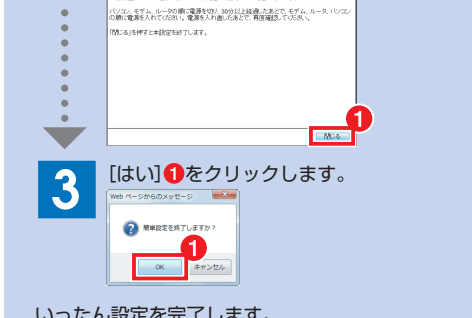 パソコン、モデム、ルータの順に電源を切り、30分以上経過したあとで、モデム、ルータ、パソコン
の順に電源を入れてください。電源を入れ直したあとで、再度確認してください。
「閉じる」を押すと本設定を終了します。
1
閉じる
3
[はい]1をクリックします。
Web ページからのメッセージ
簡単設定を終了しますか？
1
OK
キャンセル
いったん設定を完了します。